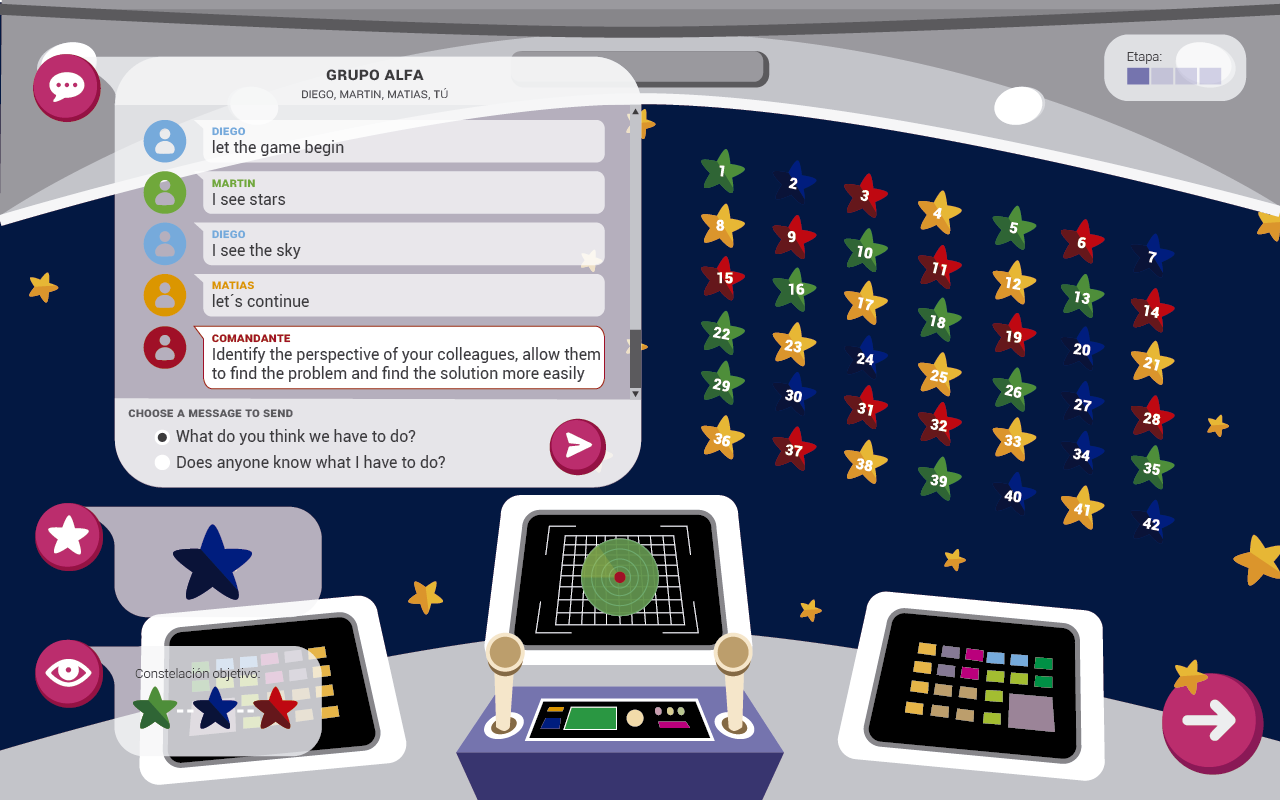 GRUPO ALFA
DIEGO, MARTIN, MATIAS, TÚ
DIEGO
let the game begin
MARTIN
I see stars
DIEGO
I see the sky
MATIAS
let´s continue
COMANDANTE
Identify the perspective of your colleagues, allow them
to find the problem and find the solution more easily
CHOOSE A MESSAGE TO SEND
What do you think we have to do?
Does anyone know what I have to do?
Etapa:
1 2 3 4 5 6 7
8 9 10 11 12 13 14
15 16 17 18 19 20 21
22 23 24 25 26 27 28
29 30 31 32 33 34 35
36 37 38 39 40 41 42
Constelación objetivo: